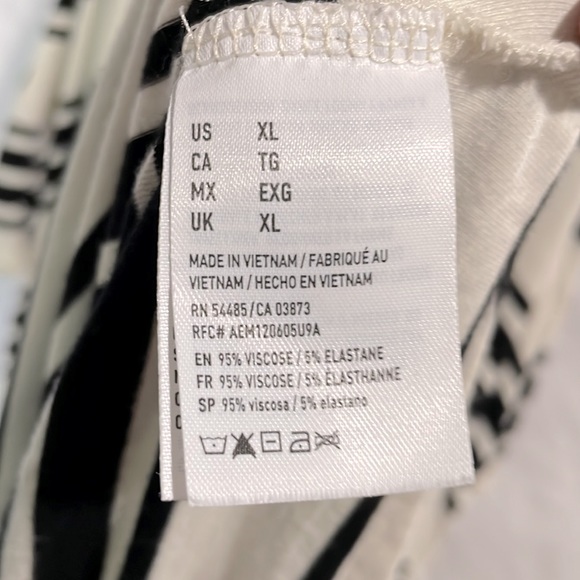 US XL
CA TG
MX EXG
UK XL
MADE IN VIETNAM / FABRIQUÉ AU
VIETNAM / HECHO EN VIETNAM
RN 54485 / CA 03873
RFC# AEM120605U9A
EN 95% VISCOSE / 5% ELASTANE
FR 95% VISCOSE / 5% ÉLASTHANNE
SP 95% viscosa / 5% elastano